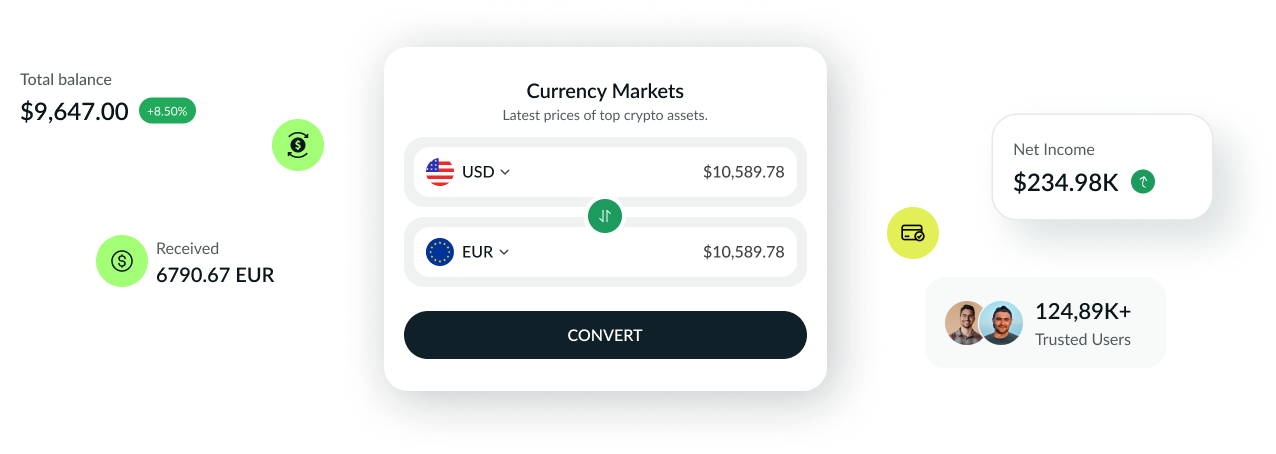 Total balance
$9,647.00 +8.50%
Received
6790.67 EUR
Currency Markets
Latest prices of top crypto assets.
USD $10,589.78
EUR $10,589.78
CONVERT
Net Income
$234.98K
124,89K+
Trusted Users